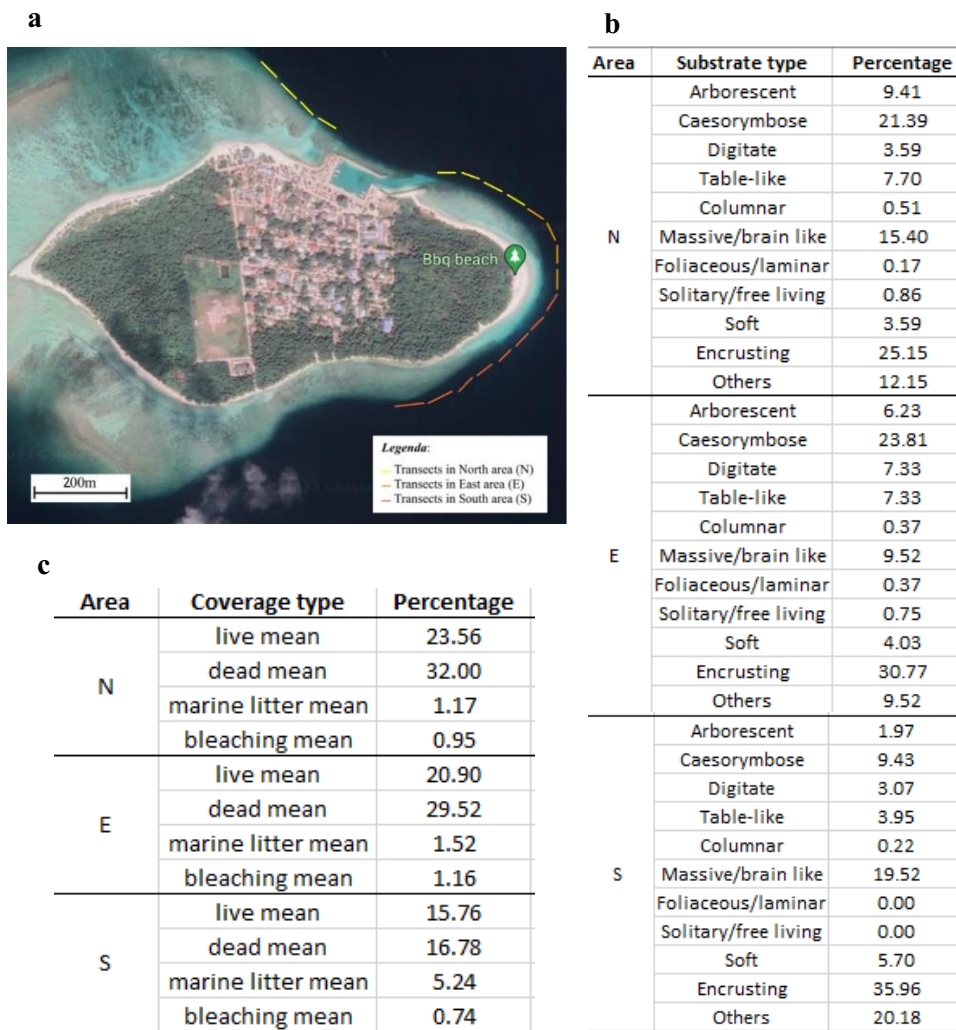 a
Bbq beach
200m
Legenda:
Transects in North area (N)
Transects in East area (E)
Transects in South area (S)
b
Area Substrate type Percentage
Arborescent 9.41
Caesorymbose 21.39
Digitate 3.59
Table-like 7.70
Columnar 0.51
N Massive/brain like 15.40
Foliaceous/laminar 0.17
Solitary/free living 0.86
Soft 3.59
Encrusting 25.15
Others 12.15
Arborescent 6.23
Caesorymbose 23.81
Digitate 7.33
Table-like 7.33
Columnar 0.37
E Massive/brain like 9.52
Foliaceous/laminar 0.37
Solitary/free living 0.75
Soft 4.03
Encrusting 30.77
Others 9.52
Arborescent 1.97
Caesorymbose 9.43
Digitate 3.07
Table-like 3.95
Columnar 0.22
S Massive/brain like 19.52
Foliaceous/laminar 0.00
Solitary/free living 0.00
Soft 5.70
Encrusting 35.96
Others 20.18
c
Area Coverage type Percentage
live mean 23.56
N dead mean 32.00
marine litter mean 1.17
bleaching mean 0.95
live mean 20.90
E dead mean 29.52
marine litter mean 1.52
bleaching mean 1.16
live mean 15.76
S dead mean 16.78
marine litter mean 5.24
bleaching mean 0.74